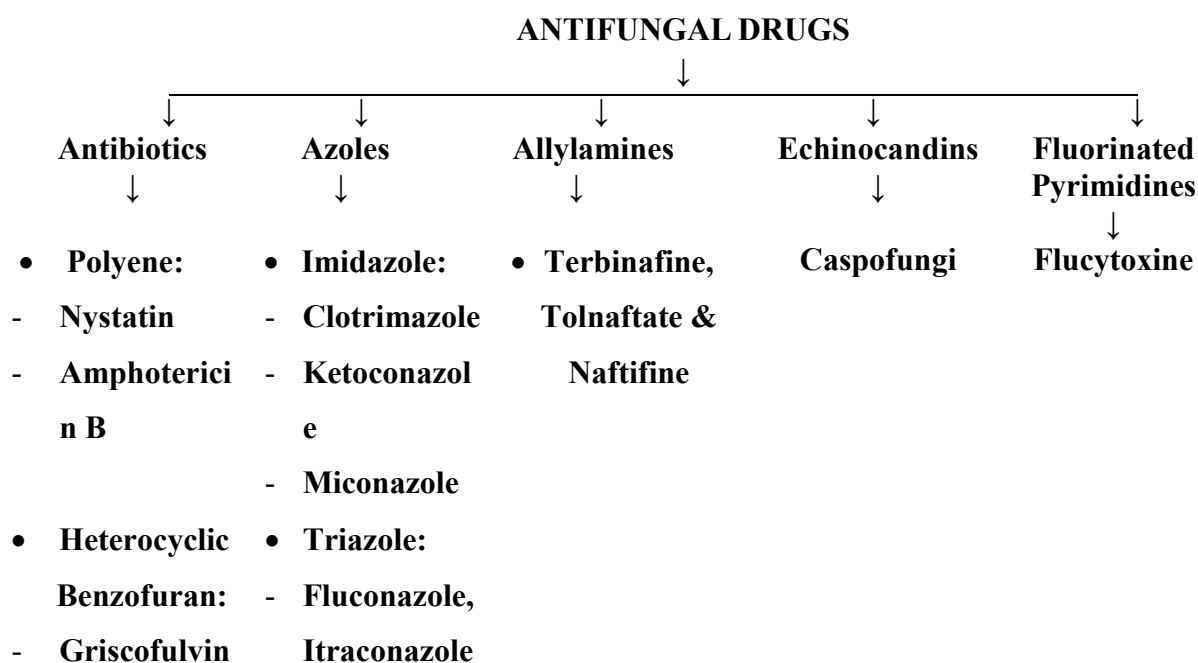 ANTIFUNGAL DRUGS
↓
↓ ↓ ↓ ↓ ↓
Antibiotics Azoles Allylamines Echinocandins Fluorinated
Pyrimidines
↓ ↓ ↓ ↓ ↓
• Polyene: • Imidazole: • Terbinafine, Caspofungi Flucytoxine
- Nystatin - Clotrimazole Tolnaftate &
- Amphoterici - Ketoconazol Naftifine
n B e
- Miconazole
• Heterocyclic • Triazole:
Benzofuran: - Fluconazole,
- Griscofulvin Itraconazole